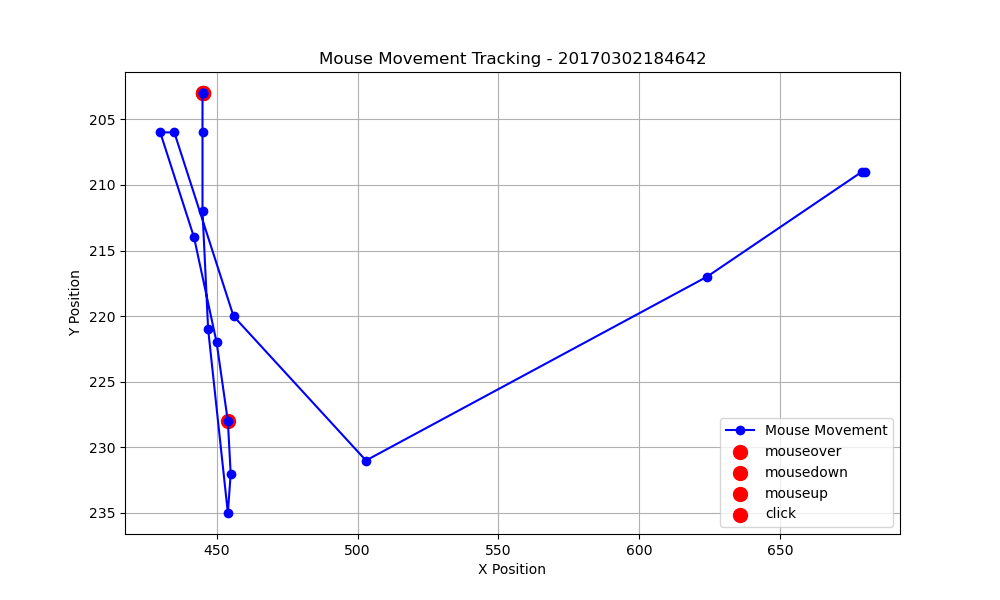 Mouse Movement Tracking - 20170302184642
205
210
215
220
225
230
235
Y Position
450
500
550
600
650
X Position
Mouse Movement
mouseover
mousedown
mouseup
click